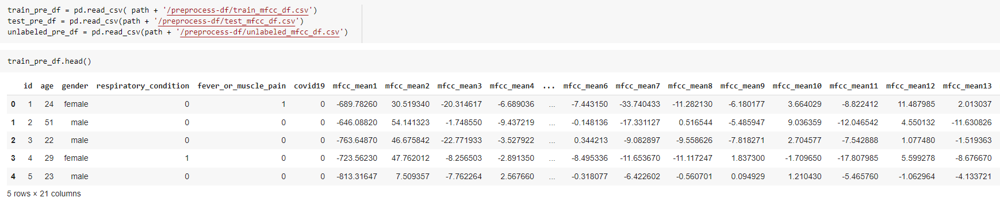 train_pre_df = pd.read_csv( path + '/preprocess-df/train_mfcc_df.csv')
test_pre_df = pd.read_csv(path + '/preprocess-df/test_mfcc_df.csv')
unlabeled_pre_df = pd.read_csv(path + '/preprocess-df/unlabeled_mfcc_df.csv')
train_pre_df.head()
id age gender respiratory_condition fever_or_muscle_pain covid19 mfcc_mean1 mfcc_mean2 mfcc_mean3 mfcc_mean4 ... mfcc_mean6 mfcc_mean7 mfcc_mean8 mfcc_mean9 mfcc_mean10 mfcc_mean11 mfcc_mean12 mfcc_mean13
0 1 24 female 0 1 0 -689.78260 30.519340 -20.314617 -6.689036 ... -7.443150 -33.740433 -11.282130 -6.180177 3.664029 -8.822412 11.487985 2.013037
1 2 51 male 0 0 0 -646.08820 54.141323 -1.748550 -9.437219 ... -0.148136 -17.331127 0.516544 -5.485947 9.036359 -12.046542 4.550132 -11.630826
2 3 22 male 0 0 0 -763.64870 46.675842 -22.771933 -3.527922 ... 0.344213 -9.082897 -9.558626 -7.818271 2.704577 -7.542888 1.077480 -1.519363
3 4 29 female 1 0 0 -723.56230 47.762012 -8.256503 -2.891350 ... -8.495336 -11.653670 -11.117247 1.837300 -1.709650 -17.807985 5.599278 -8.676670
4 5 23 male 0 0 0 -813.31647 7.509357 -7.762264 2.567660 ... -0.318077 -6.422602 -0.560701 0.094929 1.210430 -5.465760 -1.062964 -4.133721
5 rows × 21 columns